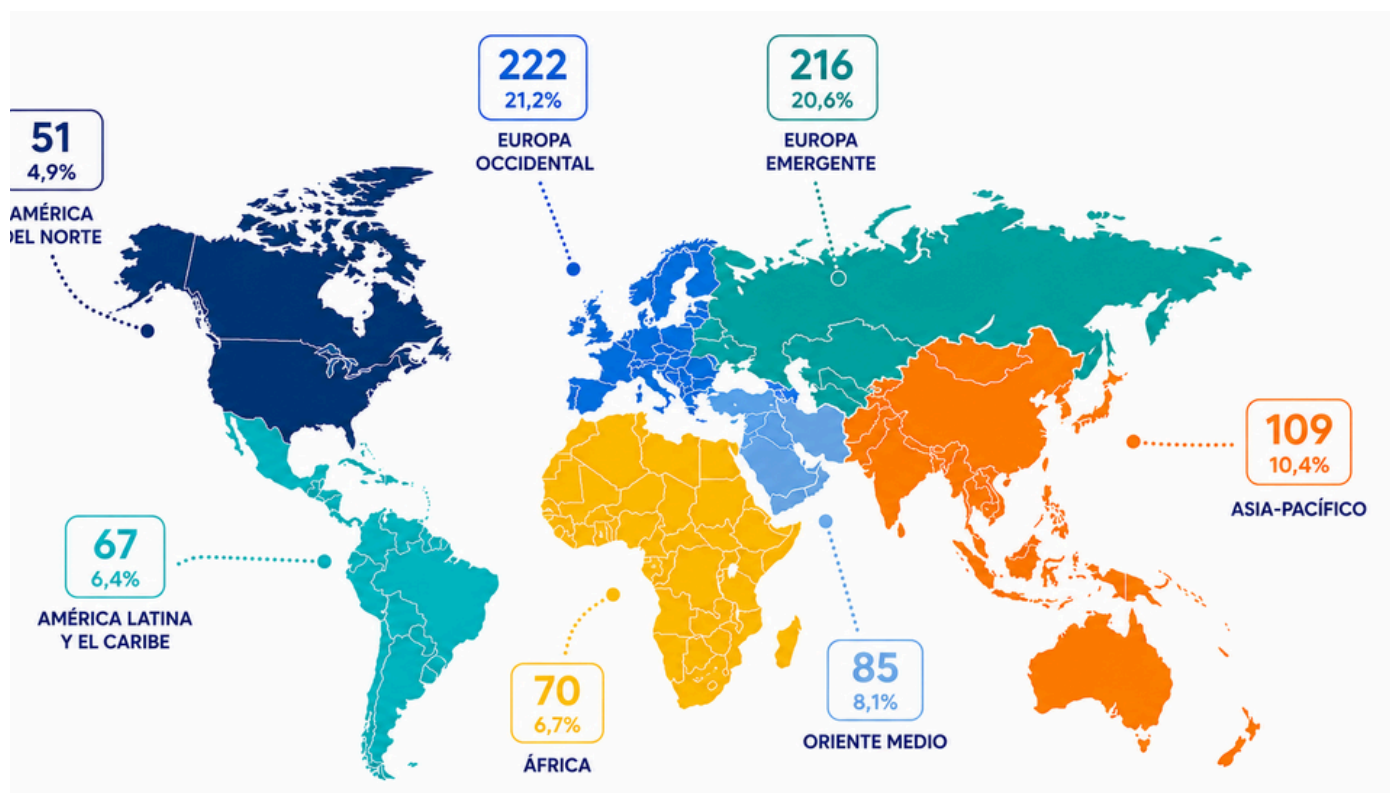 222
21,2%
EUROPA
OCCIDENTAL
216
20,6%
EUROPA
EMERGENTE
51
4,9%
AMÉRICA
DEL NORTE
109
10,4%
ASIA-PACÍFICO
67
6,4%
AMÉRICA LATINA
Y EL CARIBE
70
6,7%
ÁFRICA
85
8,1%
ORIENTE MEDIO